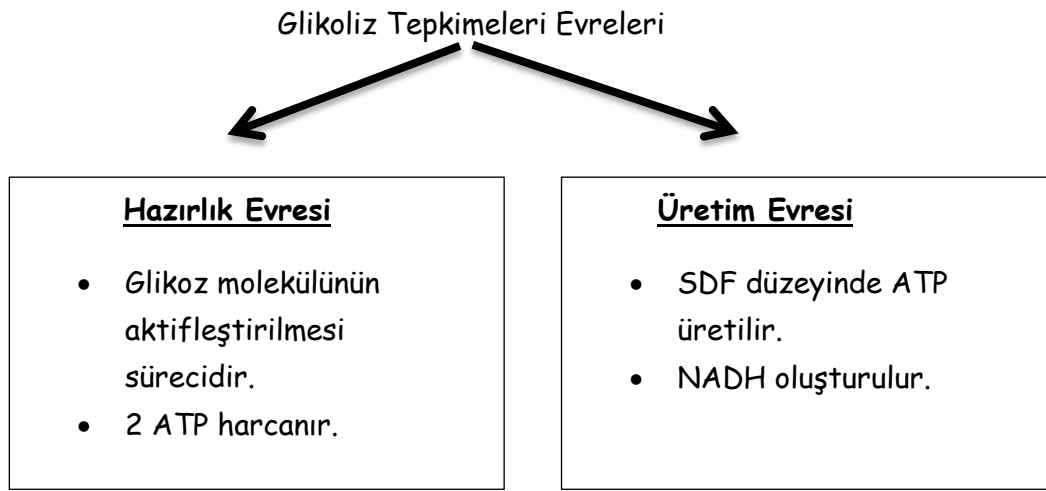 Glikoliz Tepkimeleri Evreleri
Hazırlık Evresi
• Glikoz molekülünün
aktifleştirilmesi
sürecidir.
• 2 ATP harcanır.
Üretim Evresi
• SDF düzeyinde ATP
üretilir.
• NADH oluşturulur.